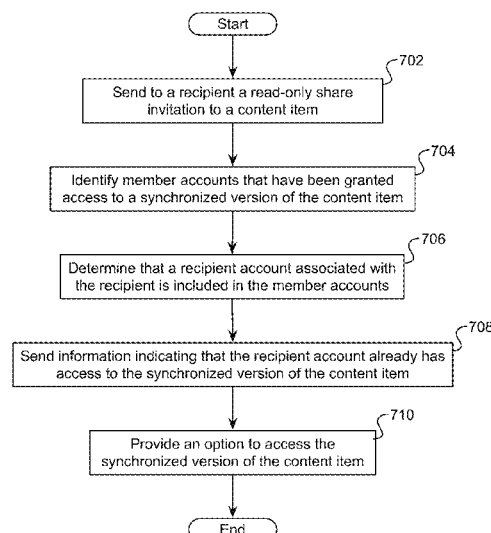 Start
702
Send to a recipient a read-only share
invitation to a content item
704
Identify member accounts that have been granted
access to a synchronized version of the content item
706
Determine that a recipient account associated with
the recipient is included in the member accounts
708
Send information indicating that the recipient account already has
access to the synchronized version of the content item
710
Provide an option to access the
synchronized version of the content item
End